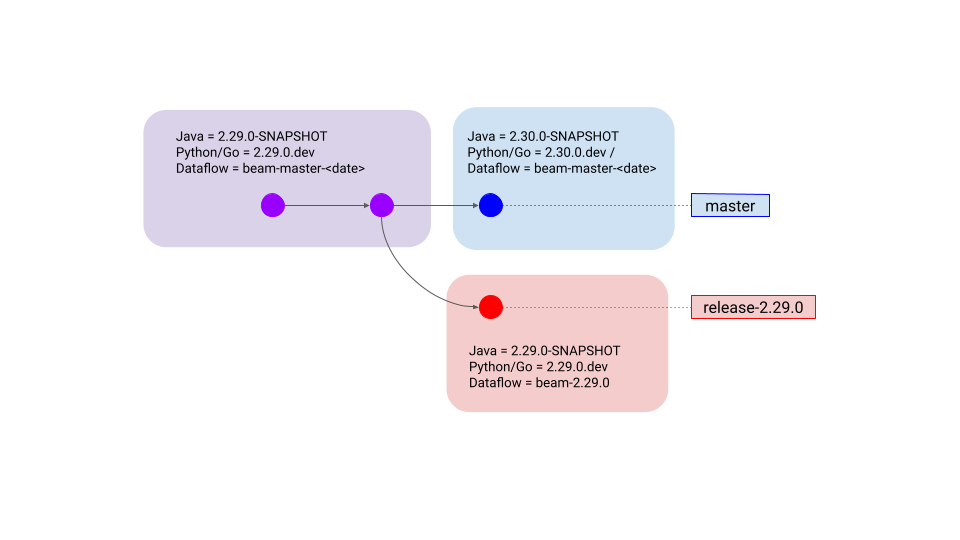 Java = 2.29.0-SNAPSHOT
Python/Go = 2.29.0.dev
Dataflow = beam-master-<date>
Java = 2.30.0-SNAPSHOT
Python/Go = 2.30.0.dev /
Dataflow = beam-master-<date>
master
release-2.29.0
Java = 2.29.0-SNAPSHOT
Python/Go = 2.29.0.dev
Dataflow = beam-2.29.0